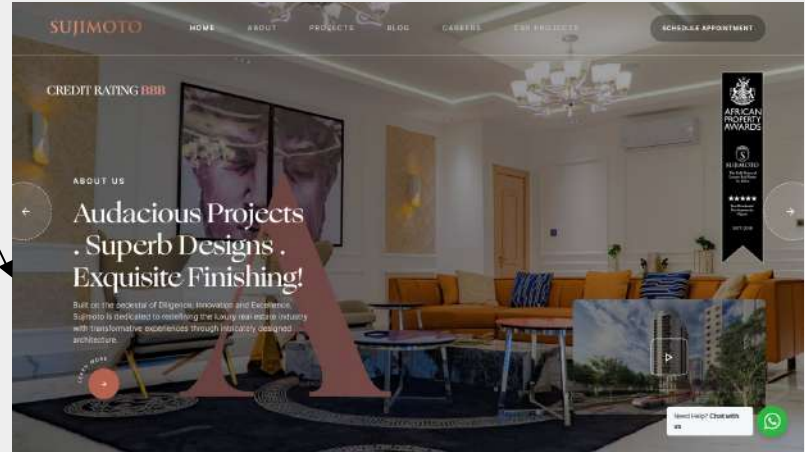 SUJIMOTO
HOME ABOUT PROJECTS BLOG CAREERS CSR PROJECTS
SCHEDULE APPOINTMENT
CREDIT RATING BBB
AFRICAN
PROPERTY
AWARDS
SUJIMOTO
ABOUT US
Audacious Projects
. Superb Designs .
Exquisite Finishing!
A
Built on the pedestal of Diligence, Innovation and Excellence,
Sujimoto is dedicated to redefining the luxury real estate industry
with transformative experiences through intricately designed
architecture.
LEARN MORE
Need Help? Chat with
us